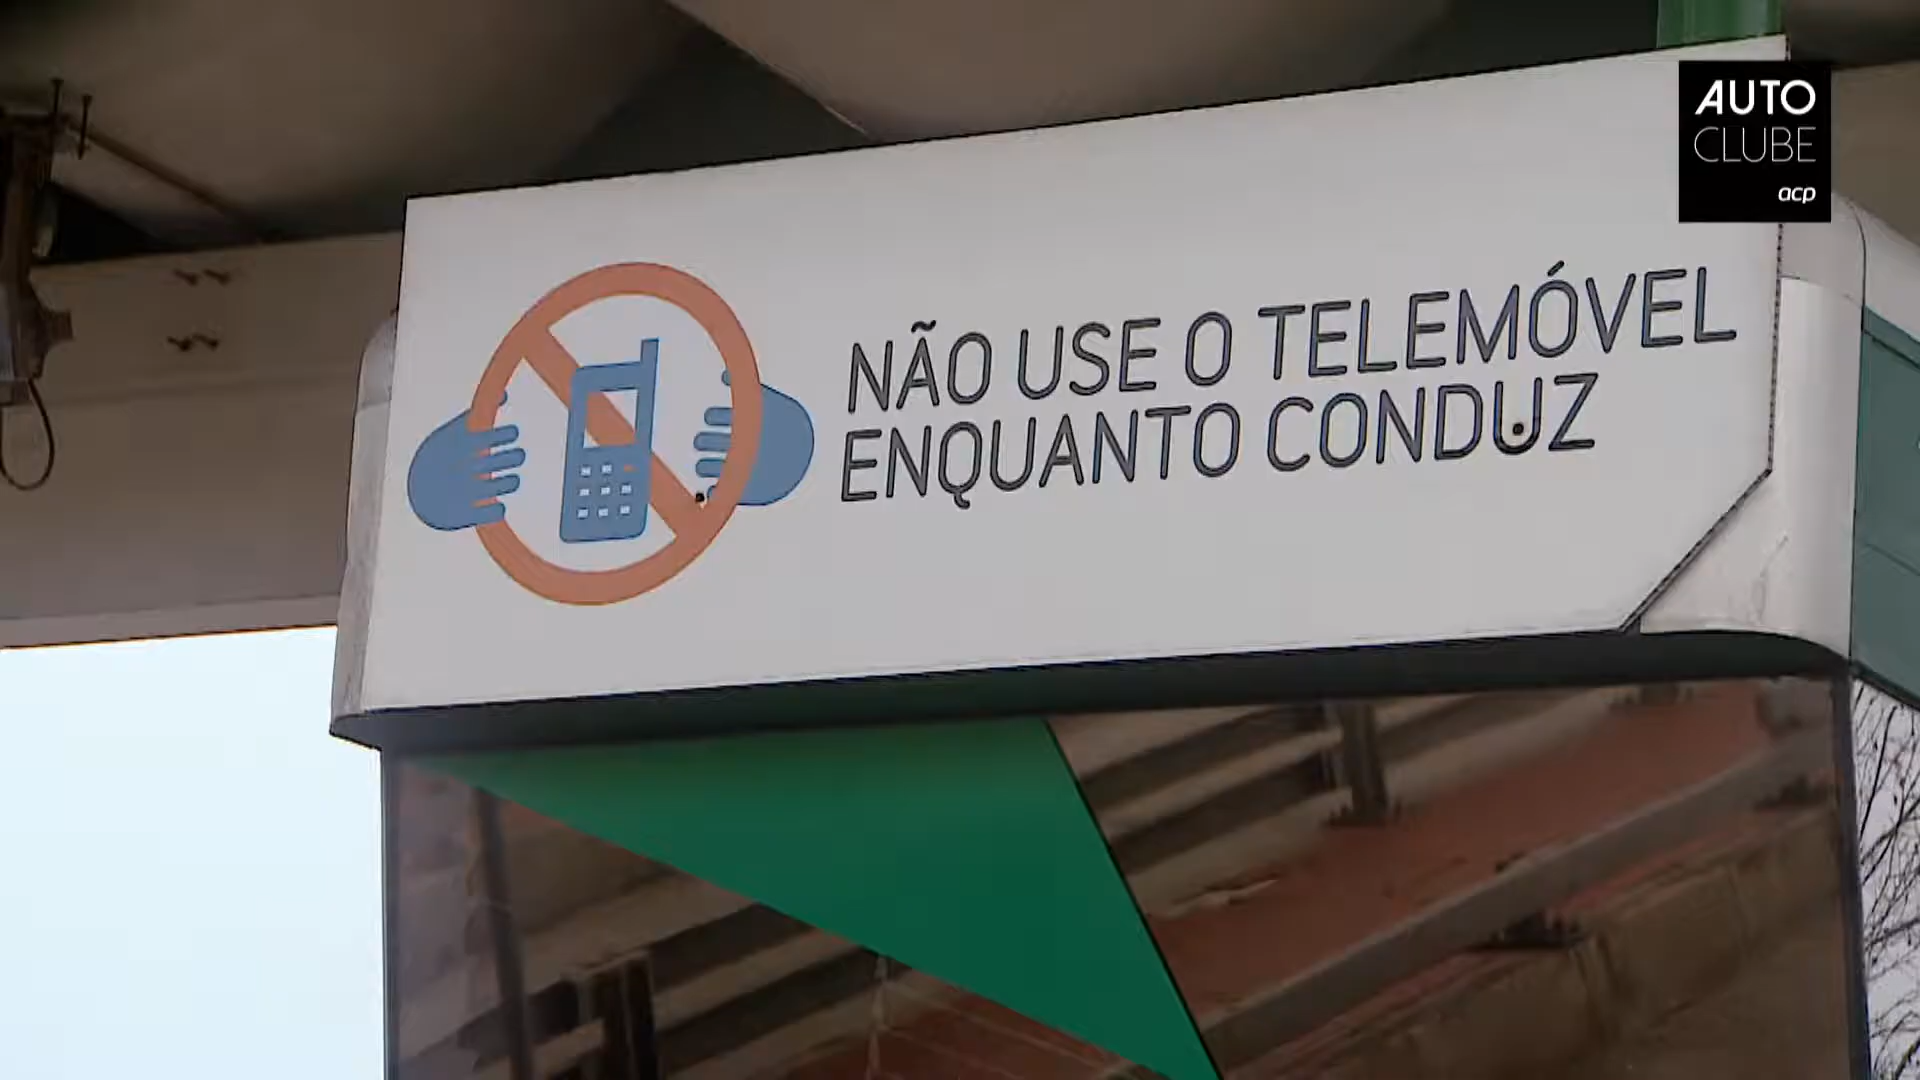 AUTO
CLUBE
acp
NÃO USE O TELEMÓVEL
ENQUANTO CONDUZ